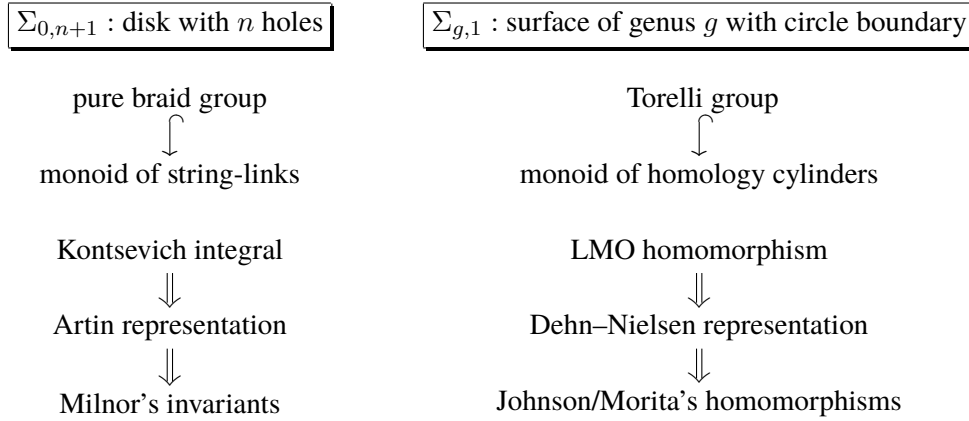 Σ₀,ₙ₊₁ : disk with n holes
pure braid group
monoid of string-links
Kontsevich integral
⇓
Artin representation
⇓
Milnor's invariants
Σg,₁ : surface of genus g with circle boundary
Torelli group
monoid of homology cylinders
LMO homomorphism
⇓
Dehn–Nielsen representation
⇓
Johnson/Morita's homomorphisms